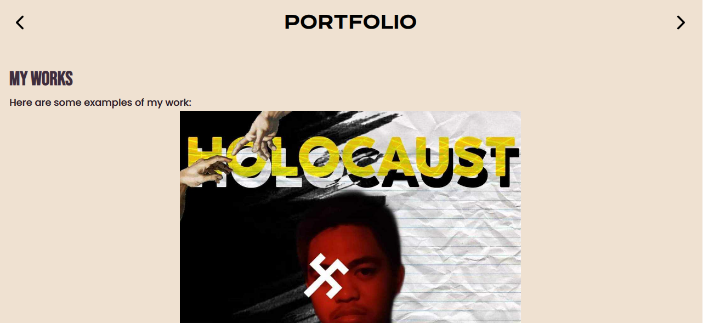 PORTFOLIO
MY WORKS
Here are some examples of my work:
HOLOCAUST